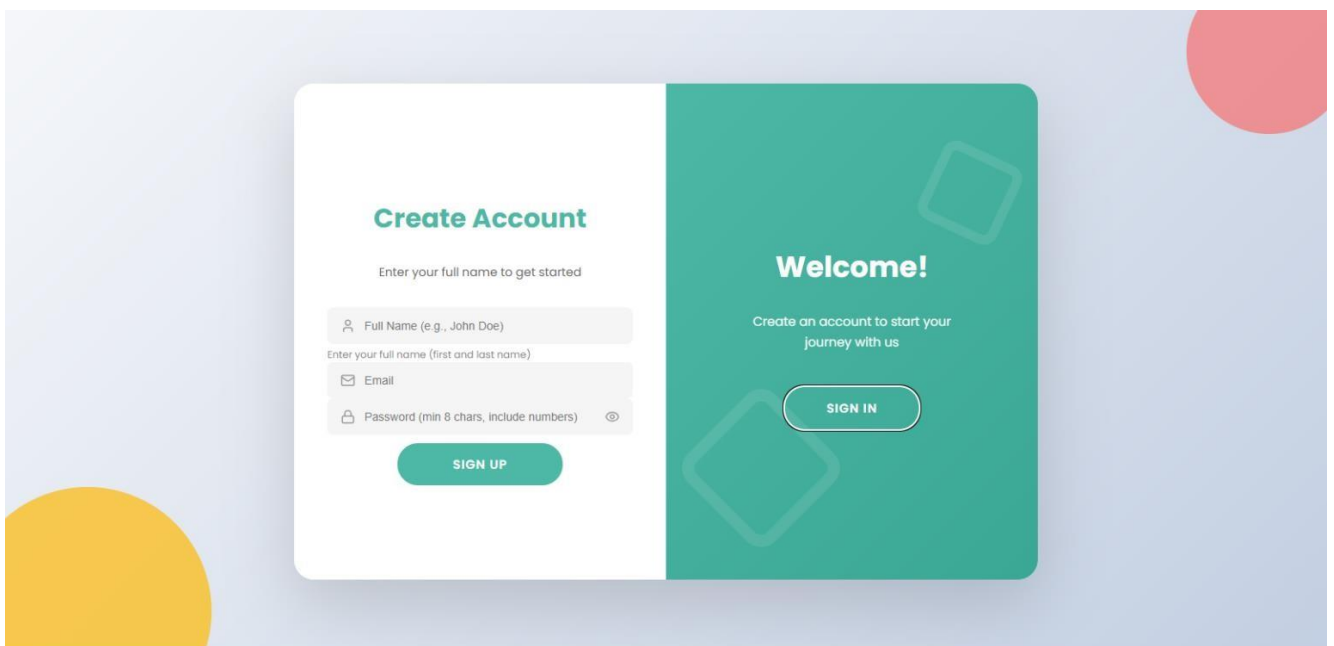 Create Account
Enter your full name to get started
Full Name (e.g., John Doe)
Enter your full name (first and last name)
Email
Password (min 8 chars, include numbers)
SIGN UP
Welcome!
Create an account to start your
journey with us
SIGN IN